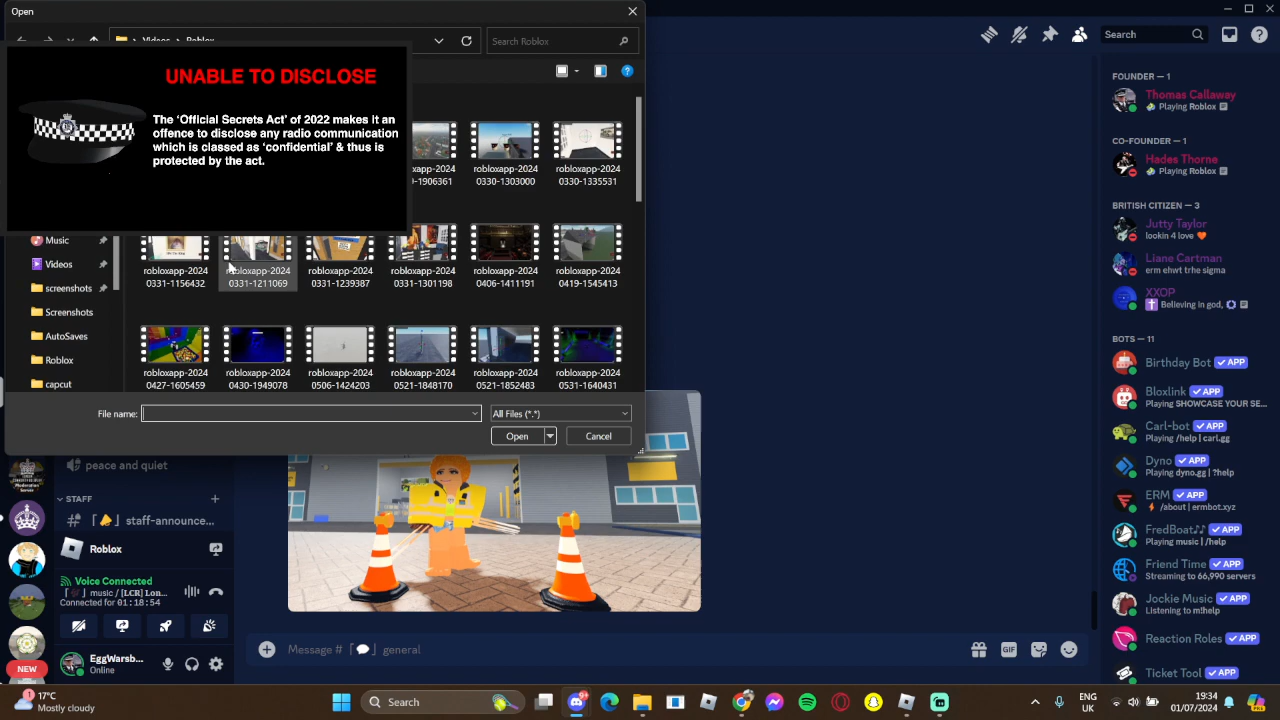 Open
Videos > Roblox
Search Roblox
UNABLE TO DISCLOSE
The 'Official Secrets Act' of 2022 makes it an
offence to disclose any radio communication
which is classed as 'confidential' & thus is
protected by the act.
robloxapp-2024
0330-1303000
robloxapp-2024
0330-1335531
Music
Videos
screenshots
Screenshots
AutoSaves
Roblox
capcut
robloxapp-2024
0331-1156432
robloxapp-2024
0331-1211069
robloxapp-2024
0331-1239387
robloxapp-2024
0331-1301198
robloxapp-2024
0406-1411191
robloxapp-2024
0419-1545413
robloxapp-2024
0427-1605459
robloxapp-2024
0430-1949078
robloxapp-2024
0506-1424203
robloxapp-2024
0521-1848170
robloxapp-2024
0521-1852483
robloxapp-2024
0531-1640431
File name:
All Files (*.*)
Open
Cancel
peace and quiet
STAFF
staff-announce...
Roblox
Voice Connected
music / [LCR] Lon...
Connected for 01:18:54
NEW
EggWarsb...
Online
Message # 「💬」 general
GIF
Search
FOUNDER — 1
Thomas Callaway
Playing Roblox
CO-FOUNDER — 1
Hades Thorne
Playing Roblox
BRITISH CITIZEN — 3
Jutty Taylor
lookin 4 love 🧡
Liane Cartman
erm ehwt trhe sigma
XXOP
✝️ Believing in god,
BOTS — 11
Birthday Bot ✓ APP
Bloxlink ✓ APP
Playing SHOWCASE YOUR SE...
Carl-bot ✓ APP
Playing /help | carl.gg
Dyno ✓ APP
Playing dyno.gg | ?help
ERM ✓ APP
/about | ermbot.xyz
FredBoat♪♪ ✓ APP
Playing music | /help
Friend Time ✓ APP
Streaming to 66,990 servers
Jockie Music ✓ APP
Listening to m!help
Reaction Roles ✓ APP
Ticket Tool ✓ APP
17°C
Mostly cloudy
Search
ENG
UK
19:34
01/07/2024